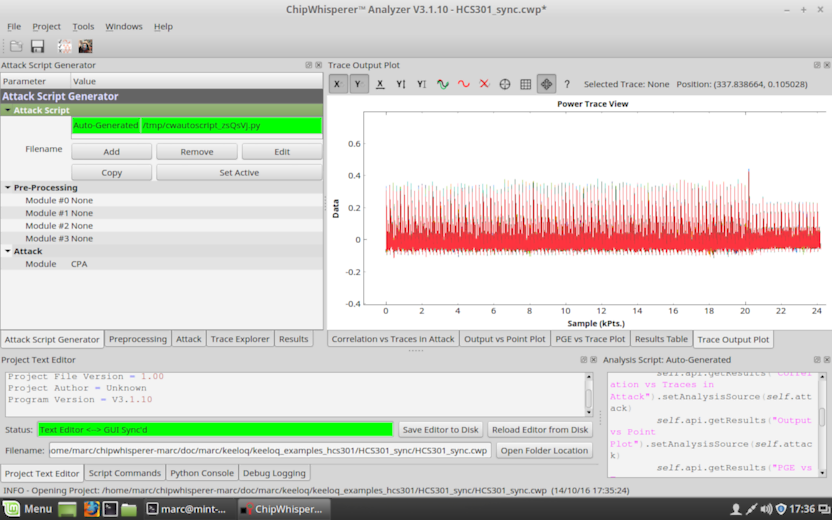 ChipWhisperer™ Analyzer V3.1.10 - HCS301_sync.cwp*
File Project Tools Windows Help
Attack Script Generator
Parameter Value
Attack Script Generator
Attack Script
Auto-Generated /tmp/cwautoscript_zsQsVj.py
Filename
Add Remove Edit
Copy Set Active
Pre-Processing
Module #0 None
Module #1 None
Module #2 None
Module #3 None
Attack
Module CPA
Attack Script Generator Preprocessing Attack Trace Explorer Results
Trace Output Plot
X Y X Y Y ? Selected Trace: None Position: (337.838664, 0.105028)
Power Trace View
Data
0.6
0.4
0.2
0
-0.2
-0.4
0 2 4 6 8 10 12 14 16 18 20 22 24
Sample (kPts.)
Correlation vs Traces in Attack Output vs Point Plot PGE vs Trace Plot Results Table Trace Output Plot
Project Text Editor
Project File Version = 1.00
Project Author = Unknown
Program Version = V3.1.10
Status: Text Editor <--> GUI Sync'd Save Editor to Disk Reload Editor from Disk
Filename: ome/marc/chipwhisperer-marc/doc/marc/keeloq/keeloq_examples_hcs301/HCS301_sync/HCS301_sync.cwp Open Folder Location
Project Text Editor Script Commands Python Console Debug Logging
Analysis Script: Auto-Generated
self.api.getResults("Correl
ation vs Traces in
Attack").setAnalysisSource(self.att
ack)
self.api.getResults("Output
vs Point
Plot").setAnalysisSource(self.attac
k)
self.api.getResults("PGE vs
INFO - Opening Project: /home/marc/chipwhisperer-marc/doc/marc/keeloq/keeloq_examples_hcs301/HCS301_sync/HCS301_sync.cwp (14/10/16 17:35:24)
Menu marc@mint-... ChipWhisper... 17:36